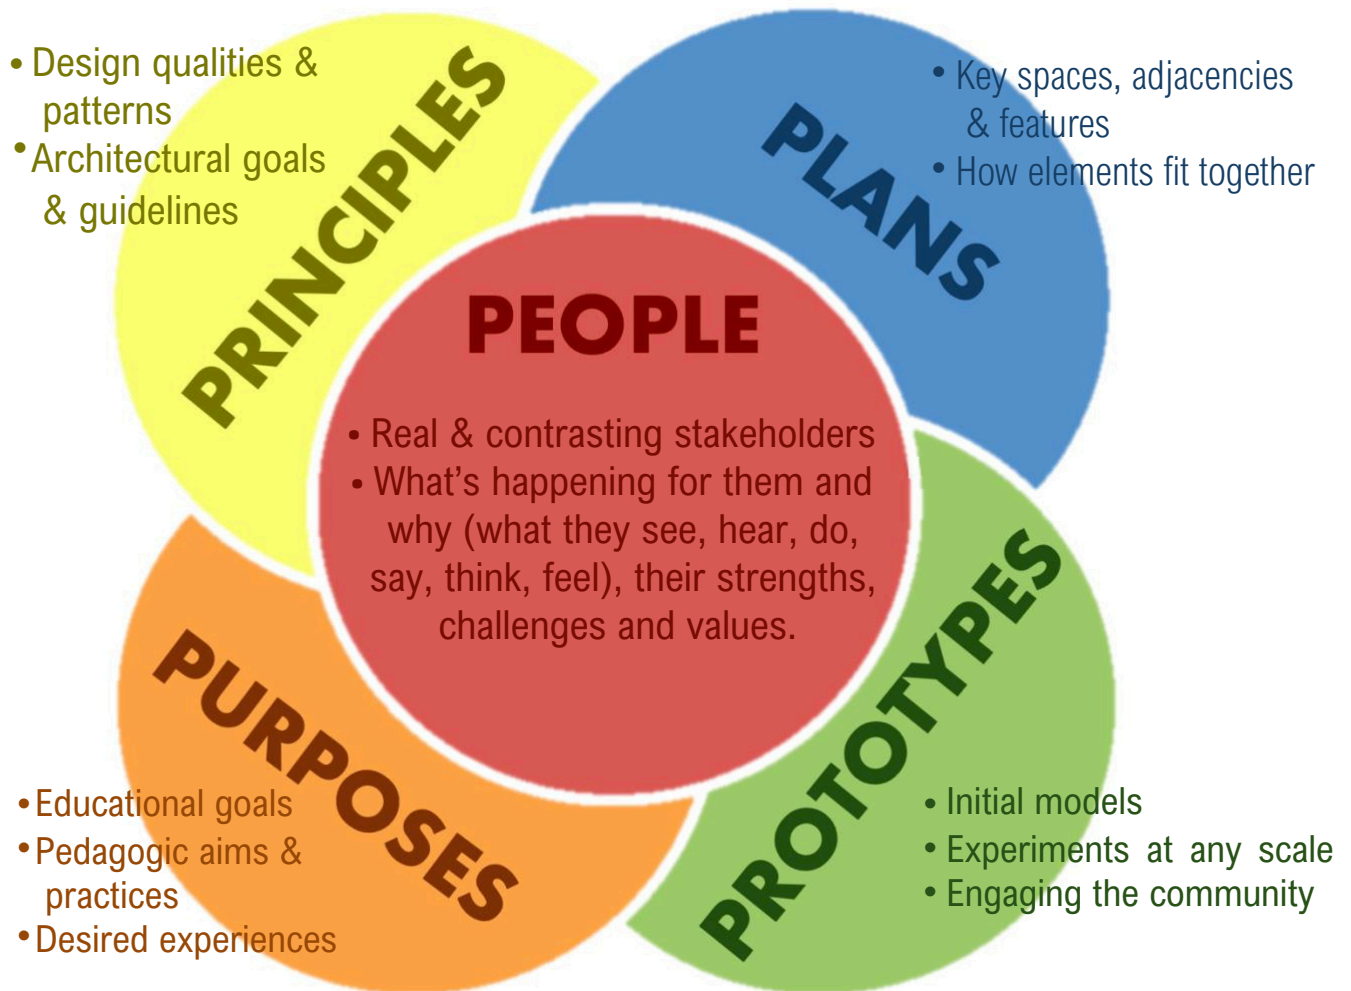 PRINCIPLES
• Design qualities &
patterns
• Architectural goals
& guidelines
PLANS
• Key spaces, adjacencies
& features
• How elements fit together
PEOPLE
• Real & contrasting stakeholders
• What’s happening for them and
why (what they see, hear, do,
say, think, feel), their strengths,
challenges and values.
PURPOSES
• Educational goals
• Pedagogic aims &
practices
• Desired experiences
PROTOTYPES
• Initial models
• Experiments at any scale
• Engaging the community